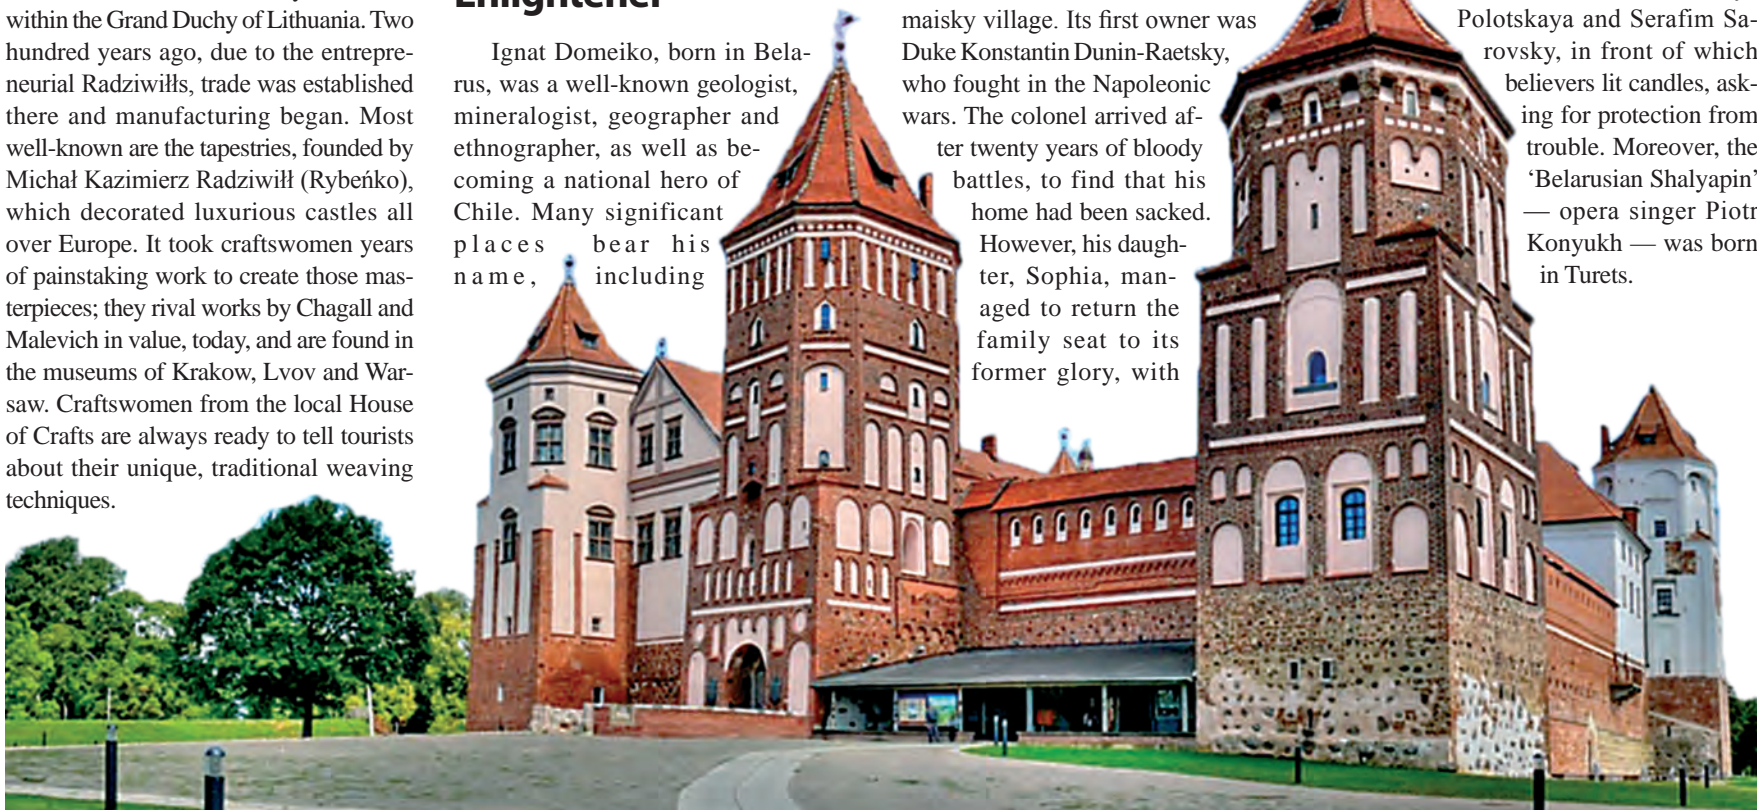 within the Grand Duchy of Lithuania. Two
hundred years ago, due to the entrepre-
neurial Radziwiłłs, trade was established
there and manufacturing began. Most
well-known are the tapestries, founded by
Michał Kazimierz Radziwiłł (Rybeńko),
which decorated luxurious castles all
over Europe. It took craftswomen years
of painstaking work to create those mas-
terpieces; they rival works by Chagall and
Malevich in value, today, and are found in
the museums of Krakow, Lvov and War-
saw. Craftswomen from the local House
of Crafts are always ready to tell tourists
about their unique, traditional weaving
techniques.
Enlightener
Ignat Domeiko, born in Bela-
rus, was a well-known geologist,
mineralogist, geographer and
ethnographer, as well as be-
coming a national hero of
Chile. Many significant
places bear his
name, including
maisky village. Its first owner was
Duke Konstantin Dunin-Raetsky,
who fought in the Napoleonic
wars. The colonel arrived af-
ter twenty years of bloody
battles, to find that his
home had been sacked.
However, his daugh-
ter, Sophia, man-
aged to return the
family seat to its
former glory, with
Polotskaya and Serafim Sa-
rovsky, in front of which
believers lit candles, ask-
ing for protection from
trouble. Moreover, the
‘Belarusian Shalyapin’
— opera singer Piotr
Konyukh — was born
in Turets.